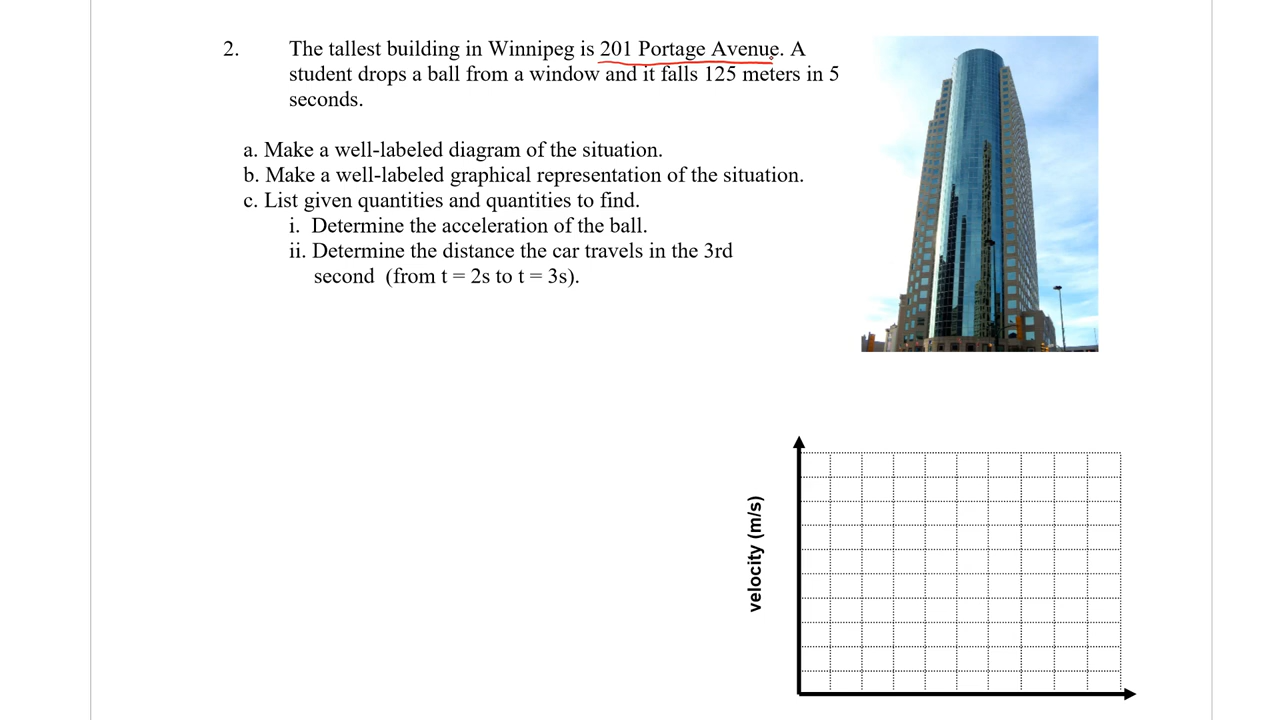 2. The tallest building in Winnipeg is 201 Portage Avenue. A
student drops a ball from a window and it falls 125 meters in 5
seconds.
a. Make a well-labeled diagram of the situation.
b. Make a well-labeled graphical representation of the situation.
c. List given quantities and quantities to find.
i. Determine the acceleration of the ball.
ii. Determine the distance the car travels in the 3rd
second (from t = 2s to t = 3s).
velocity (m/s)